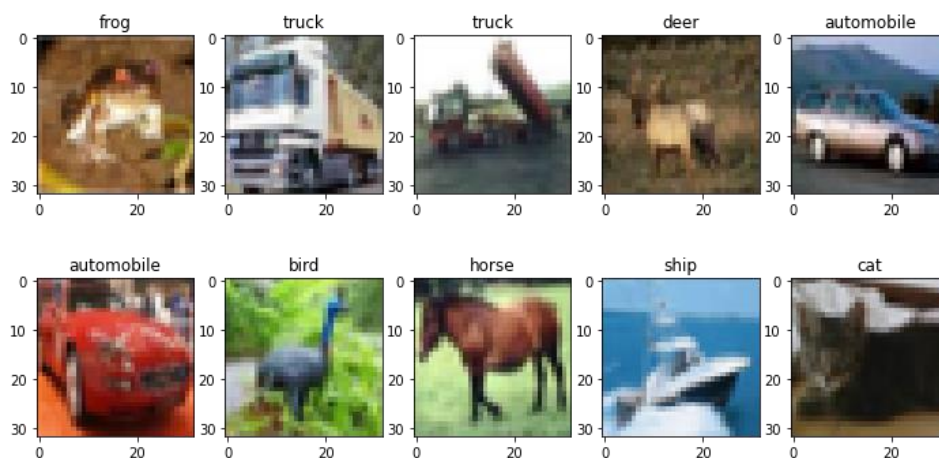 frog truck truck deer automobile
0 0 0 0 0
10 10 10 10 10
20 20 20 20 20
30 30 30 30 30
0 20 0 20 0 20 0 20 0 20
automobile bird horse ship cat
0 0 0 0 0
10 10 10 10 10
20 20 20 20 20
30 30 30 30 30
0 20 0 20 0 20 0 20 0 20